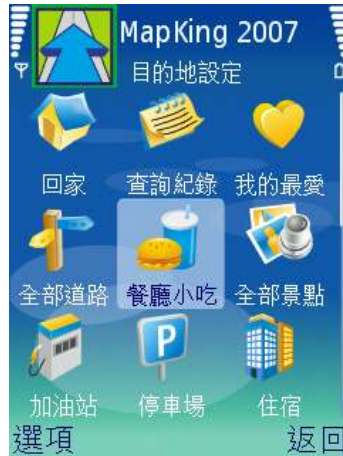 MapKing 2007
目的地設定
回家 查詢紀錄 我的最愛
全部道路 餐廳小吃 全部景點
P
加油站 停車場 住宿
選項 返回